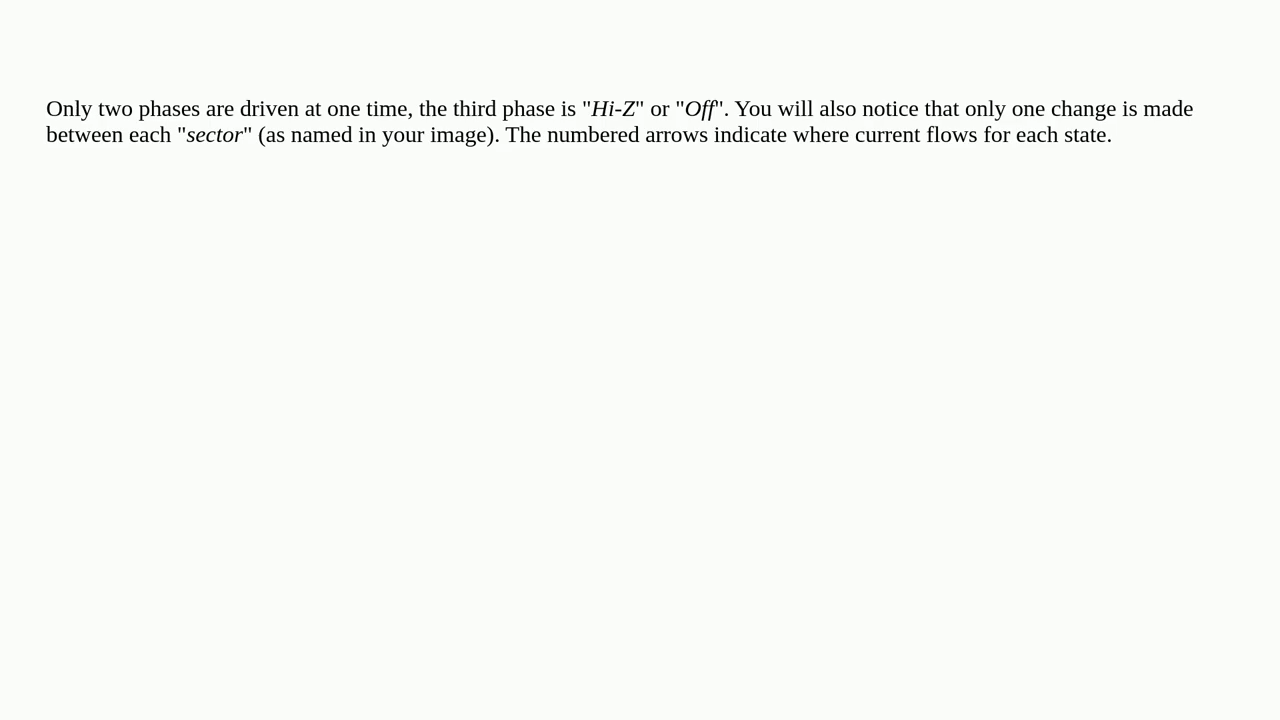 Only two phases are driven at one time, the third phase is "Hi-Z" or "Off". You will also notice that only one change is made
between each "sector" (as named in your image). The numbered arrows indicate where current flows for each state.